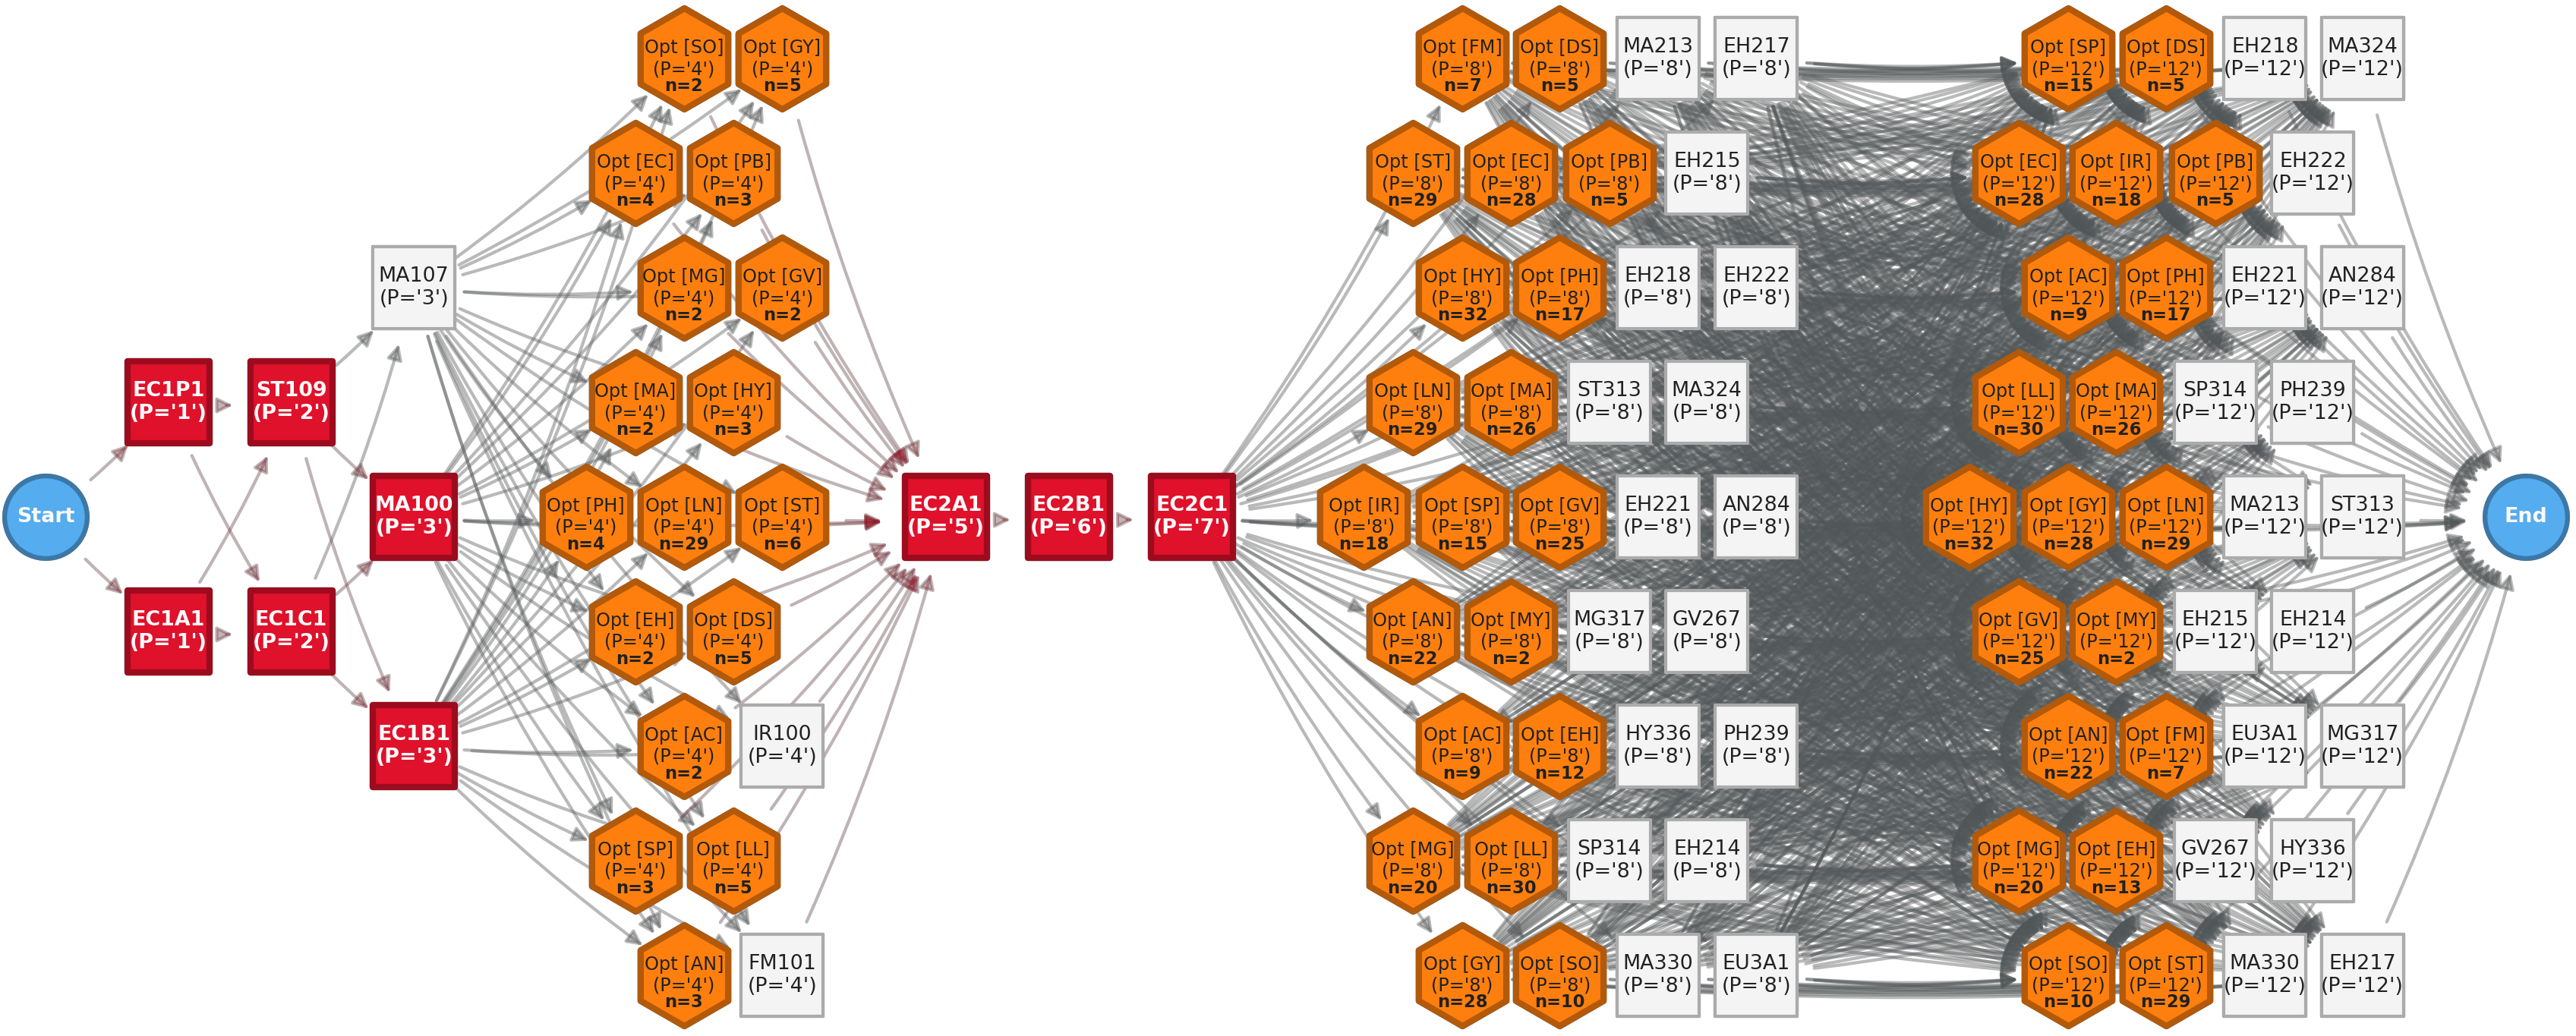 Start
EC1P1
(P='1')
EC1A1
(P='1')
ST109
(P='2')
EC1C1
(P='2')
MA107
(P='3')
MA100
(P='3')
EC1B1
(P='3')
Opt [SO]
(P='4')
n=2
Opt [GY]
(P='4')
n=5
Opt [EC]
(P='4')
n=4
Opt [PB]
(P='4')
n=3
Opt [MG]
(P='4')
n=2
Opt [GV]
(P='4')
n=2
Opt [MA]
(P='4')
n=2
Opt [HY]
(P='4')
n=3
Opt [PH]
(P='4')
n=4
Opt [LN]
(P='4')
n=29
Opt [ST]
(P='4')
n=6
Opt [EH]
(P='4')
n=2
Opt [DS]
(P='4')
n=5
Opt [AC]
(P='4')
n=2
IR100
(P='4')
Opt [SP]
(P='4')
n=3
Opt [LL]
(P='4')
n=5
Opt [AN]
(P='4')
n=3
FM101
(P='4')
EC2A1
(P='5')
EC2B1
(P='6')
EC2C1
(P='7')
Opt [FM]
(P='8')
n=7
Opt [DS]
(P='8')
n=5
MA213
(P='8')
EH217
(P='8')
Opt [ST]
(P='8')
n=29
Opt [EC]
(P='8')
n=28
Opt [PB]
(P='8')
n=5
EH215
(P='8')
Opt [HY]
(P='8')
n=32
Opt [PH]
(P='8')
n=17
EH218
(P='8')
EH222
(P='8')
Opt [LN]
(P='8')
n=29
Opt [MA]
(P='8')
n=26
ST313
(P='8')
MA324
(P='8')
Opt [IR]
(P='8')
n=18
Opt [SP]
(P='8')
n=15
Opt [GV]
(P='8')
n=25
EH221
(P='8')
AN284
(P='8')
Opt [AN]
(P='8')
n=22
Opt [MY]
(P='8')
n=2
MG317
(P='8')
GV267
(P='8')
Opt [AC]
(P='8')
n=9
Opt [EH]
(P='8')
n=12
HY336
(P='8')
PH239
(P='8')
Opt [MG]
(P='8')
n=20
Opt [LL]
(P='8')
n=30
SP314
(P='8')
EH214
(P='8')
Opt [GY]
(P='8')
n=28
Opt [SO]
(P='8')
n=10
MA330
(P='8')
EU3A1
(P='8')
Opt [SP]
(P='12')
n=15
Opt [DS]
(P='12')
n=5
EH218
(P='12')
MA324
(P='12')
Opt [EC]
(P='12')
n=28
Opt [IR]
(P='12')
n=18
Opt [PB]
(P='12')
n=5
EH222
(P='12')
Opt [AC]
(P='12')
n=9
Opt [PH]
(P='12')
n=17
EH221
(P='12')
AN284
(P='12')
Opt [LL]
(P='12')
n=30
Opt [MA]
(P='12')
n=26
SP314
(P='12')
PH239
(P='12')
Opt [HY]
(P='12')
n=32
Opt [GY]
(P='12')
n=28
Opt [LN]
(P='12')
n=29
MA213
(P='12')
ST313
(P='12')
Opt [GV]
(P='12')
n=25
Opt [MY]
(P='12')
n=2
EH215
(P='12')
EH214
(P='12')
Opt [AN]
(P='12')
n=22
Opt [FM]
(P='12')
n=7
EU3A1
(P='12')
MG317
(P='12')
Opt [MG]
(P='12')
n=20
Opt [EH]
(P='12')
n=13
GV267
(P='12')
HY336
(P='12')
Opt [SO]
(P='12')
n=10
Opt [ST]
(P='12')
n=29
MA330
(P='12')
EH217
(P='12')
End